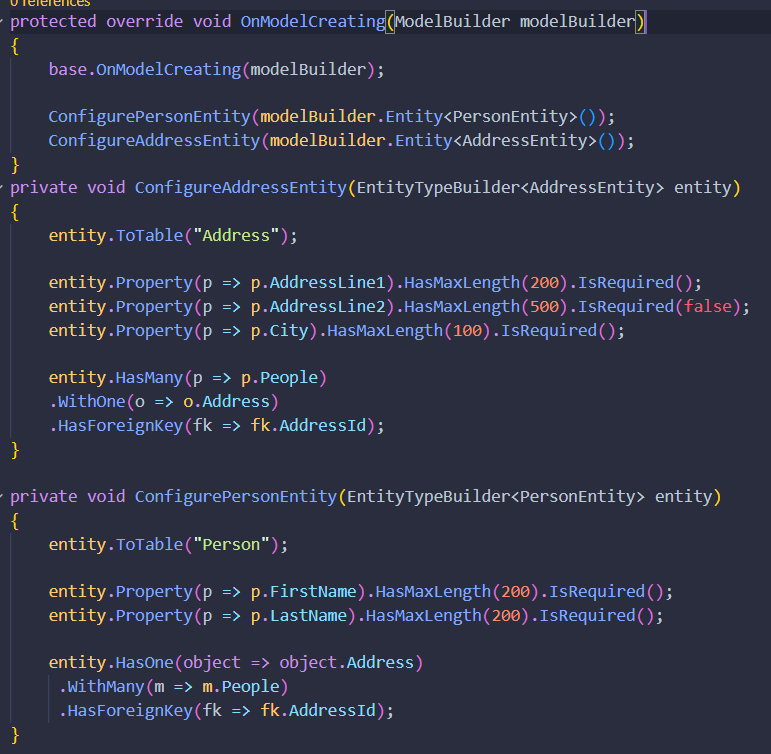 0 references
protected override void OnModelCreating(ModelBuilder modelBuilder)
{
    base.OnModelCreating(modelBuilder);

    ConfigurePersonEntity(modelBuilder.Entity<PersonEntity>());
    ConfigureAddressEntity(modelBuilder.Entity<AddressEntity>());
}
private void ConfigureAddressEntity(EntityTypeBuilder<AddressEntity> entity)
{
    entity.ToTable("Address");

    entity.Property(p => p.AddressLine1).HasMaxLength(200).IsRequired();
    entity.Property(p => p.AddressLine2).HasMaxLength(500).IsRequired(false);
    entity.Property(p => p.City).HasMaxLength(100).IsRequired();

    entity.HasMany(p => p.People)
    .WithOne(o => o.Address)
    .HasForeignKey(fk => fk.AddressId);
}

private void ConfigurePersonEntity(EntityTypeBuilder<PersonEntity> entity)
{
    entity.ToTable("Person");

    entity.Property(p => p.FirstName).HasMaxLength(200).IsRequired();
    entity.Property(p => p.LastName).HasMaxLength(200).IsRequired();

    entity.HasOne(object => object.Address)
     .WithMany(m => m.People)
     .HasForeignKey(fk => fk.AddressId);
}